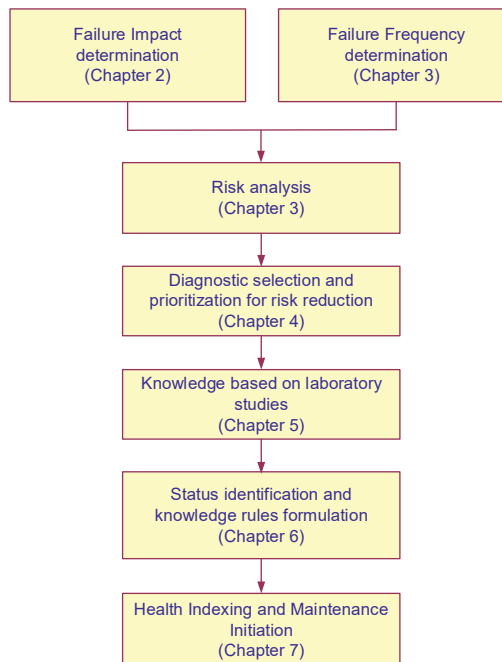 Failure Impact
determination
(Chapter 2)
Failure Frequency
determination
(Chapter 3)
Risk analysis
(Chapter 3)
Diagnostic selection and
prioritization for risk reduction
(Chapter 4)
Knowledge based on laboratory
studies
(Chapter 5)
Status identification and
knowledge rules formulation
(Chapter 6)
Health Indexing and Maintenance
Initiation
(Chapter 7)